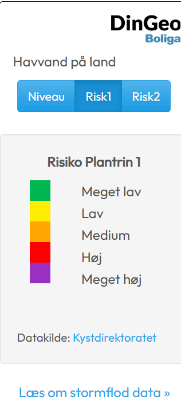 DinGeo
Boliga
Havvand på land
Niveau Risk1 Risk2
Risiko Plantrin 1
Meget lav
Lav
Medium
Høj
Meget høj
Datakilde: Kystdirektoratet
Læs om stormflod data »